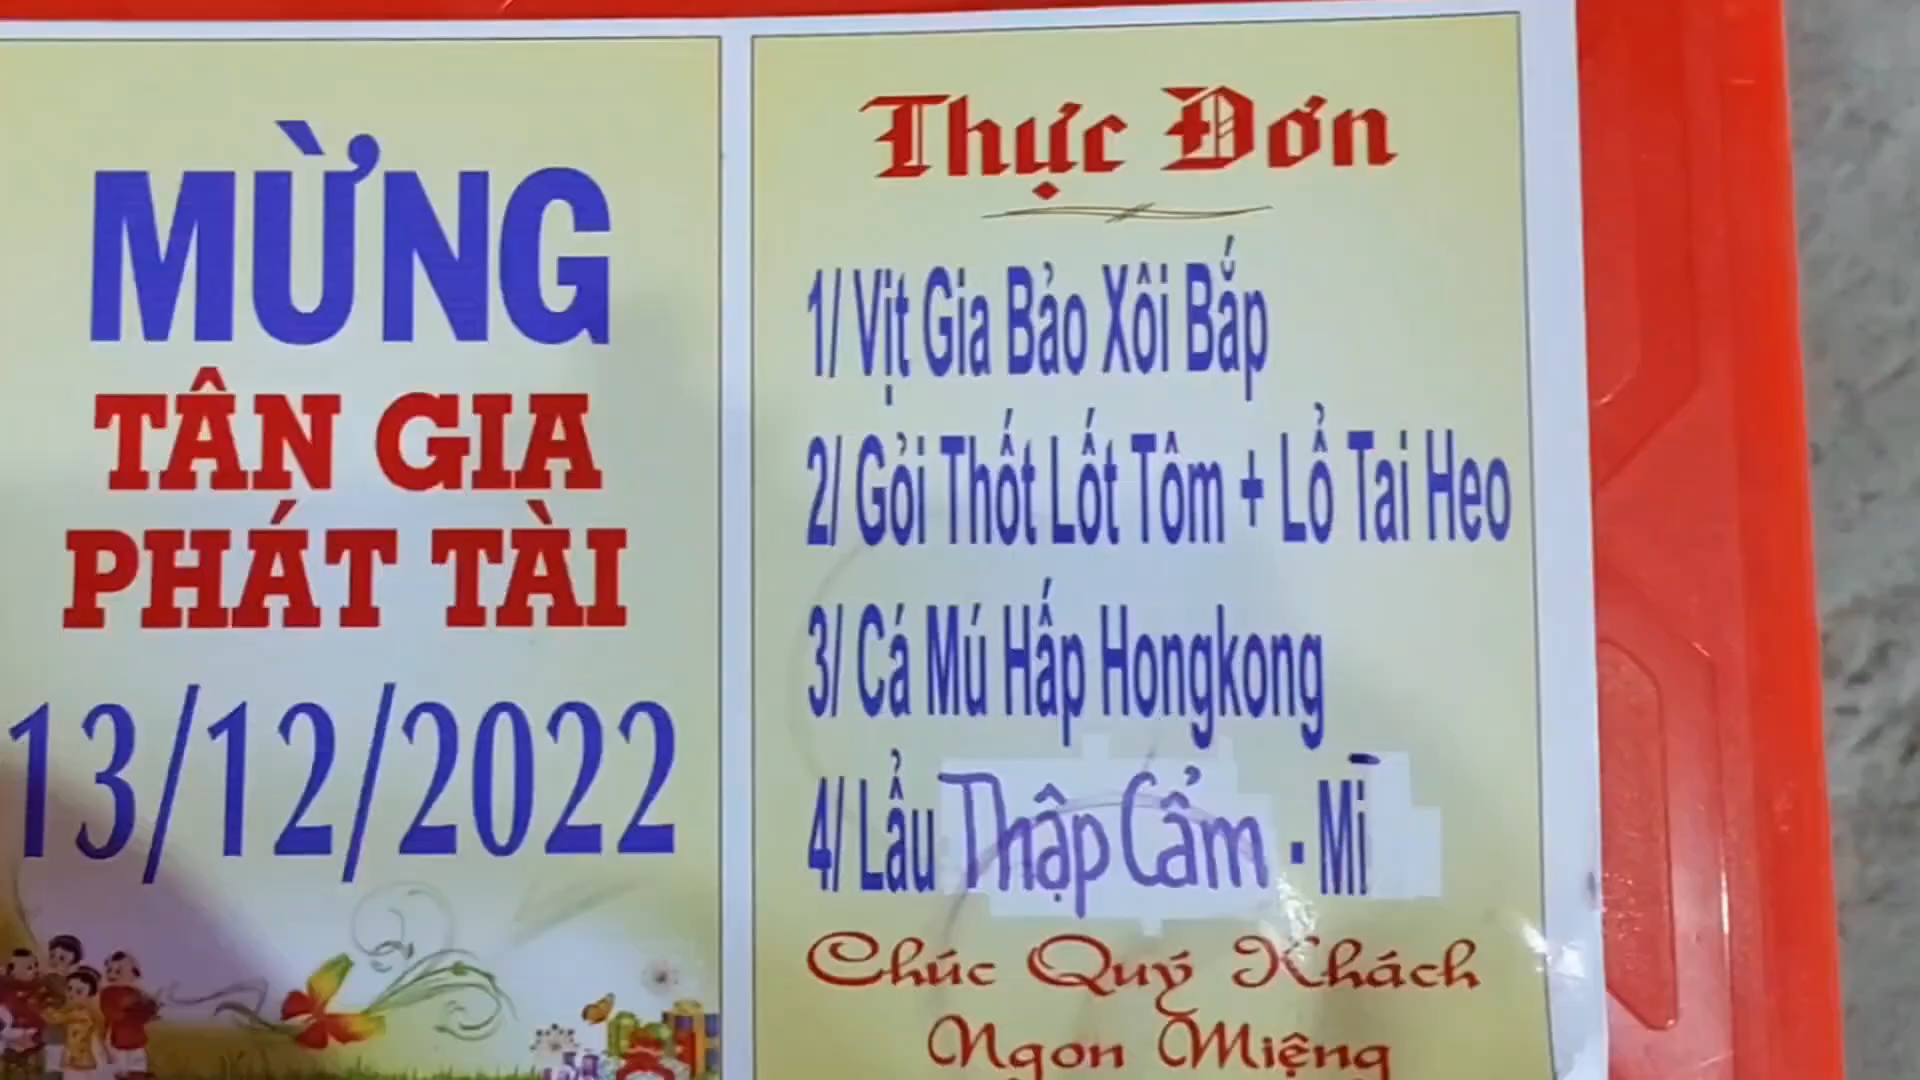 MỪNG
TÂN GIA
PHÁT TÀI
13/12/2022
Thực Đơn
1/ Vịt Gia Bảo Xôi Bắp
2/ Gỏi Thốt Lốt Tôm + Lổ Tai Heo
3/ Cá Mú Hấp Hongkong
4/ Lẩu Thập Cẩm - Mì
Chúc Quý Khách
Ngon Miệng